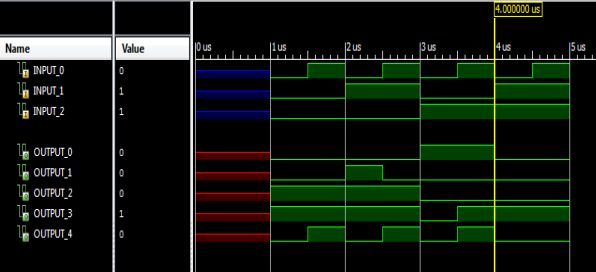 4.000000 us
Name Value 0 us 1 us 2 us 3 us 4 us 5 us
INPUT_0 0
INPUT_1 1
INPUT_2 1
OUTPUT_0 0
OUTPUT_1 0
OUTPUT_2 0
OUTPUT_3 1
OUTPUT_4 0